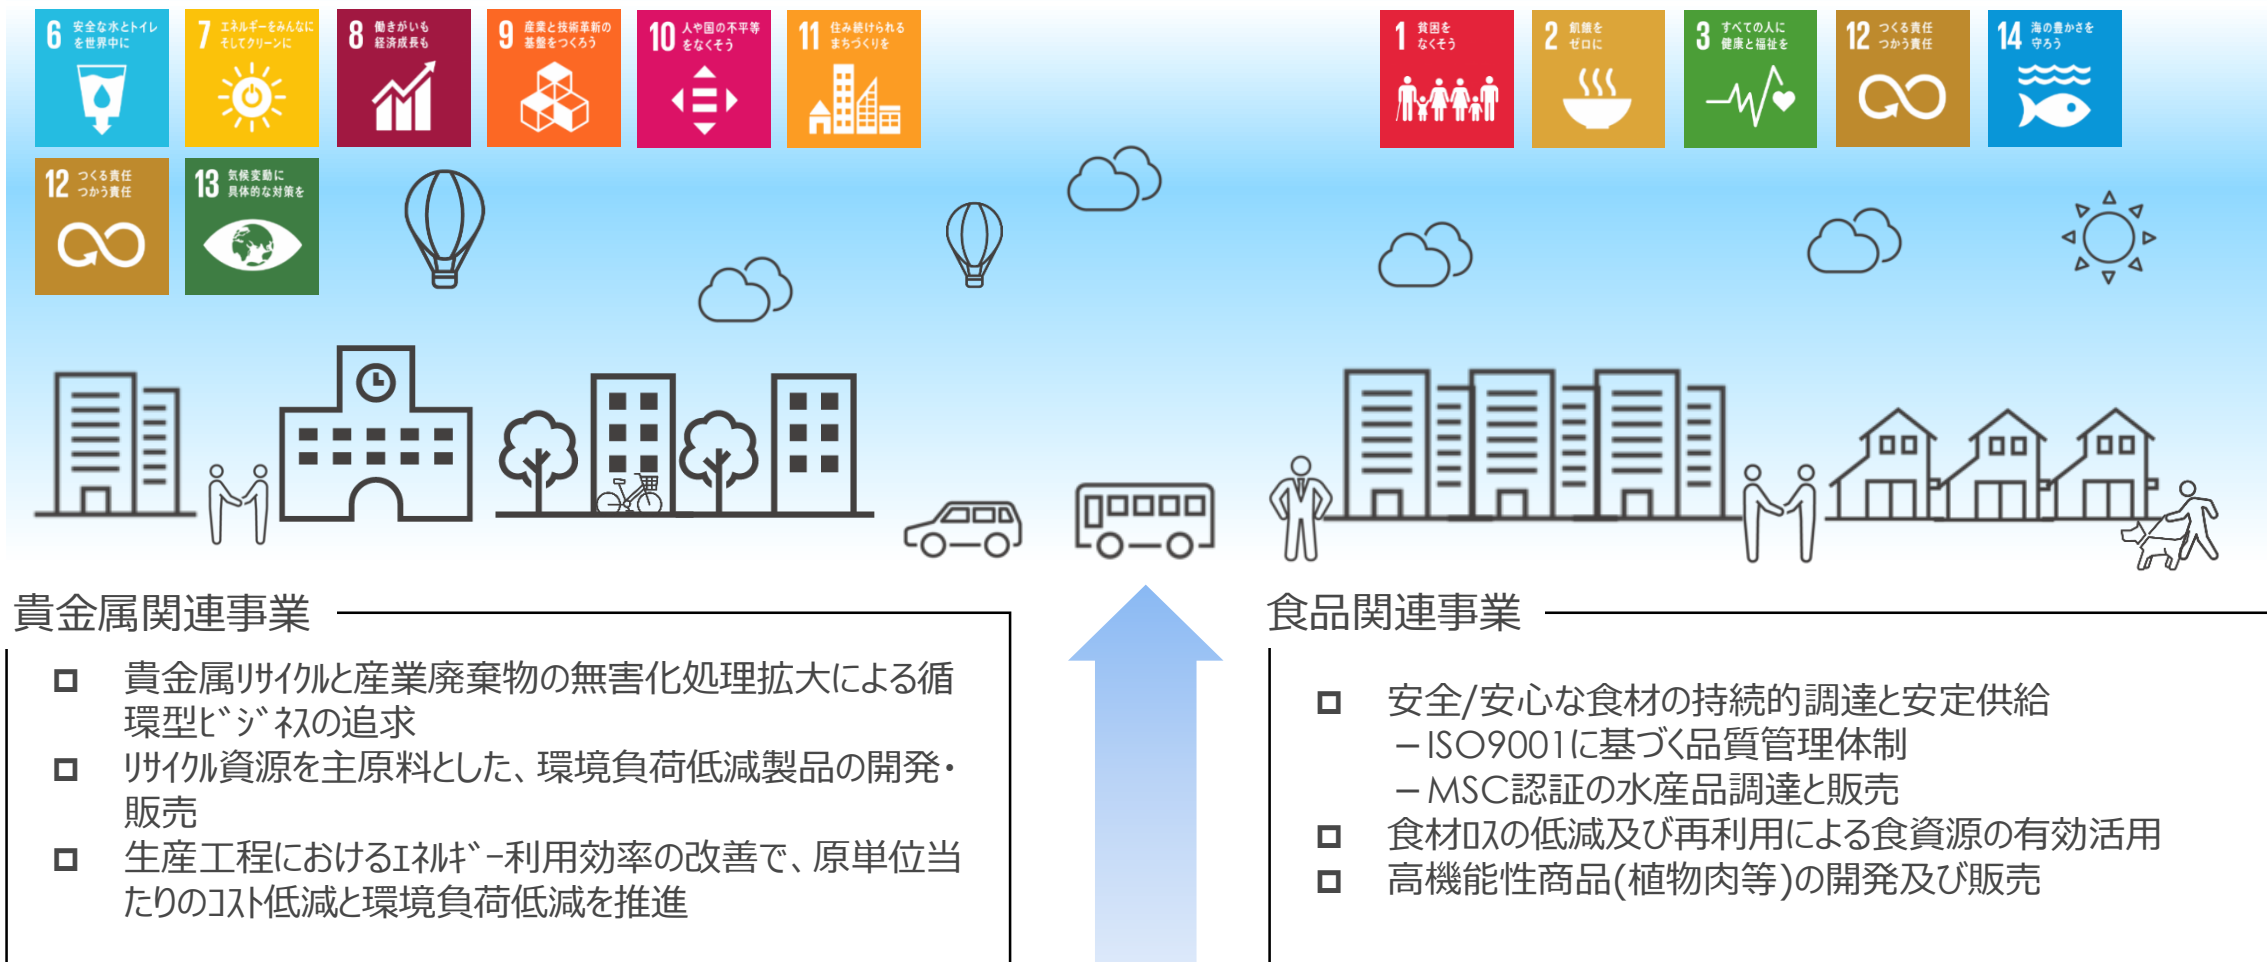 6 安全な水とトイレ
を世界中に
7 エネルギーをみんなに
そしてクリーンに
8 働きがいも
経済成長も
9 産業と技術革新の
基盤をつくろう
10 人や国の不平等
をなくそう
11 住み続けられる
まちづくりを
12 つくる責任
つかう責任
13 気候変動に
具体的な対策を
1 貧困を
なくそう
2 飢餓を
ゼロに
3 すべての人に
健康と福祉を
12 つくる責任
つかう責任
14 海の豊かさを
守ろう
貴金属関連事業
貴金属ﾘｻｲｸﾙと産業廃棄物の無害化処理拡大による循
環型ﾋﾞｼﾞﾈｽの追求
ﾘｻｲｸﾙ資源を主原料とした、環境負荷低減製品の開発・
販売
生産工程におけるｴﾈﾙｷﾞｰ利用効率の改善で、原単位当
たりのｺｽﾄ低減と環境負荷低減を推進
食品関連事業
安全/安心な食材の持続的調達と安定供給
－ISO9001に基づく品質管理体制
－MSC認証の水産品調達と販売
食材ﾛｽの低減及び再利用による食資源の有効活用
高機能性商品(植物肉等)の開発及び販売